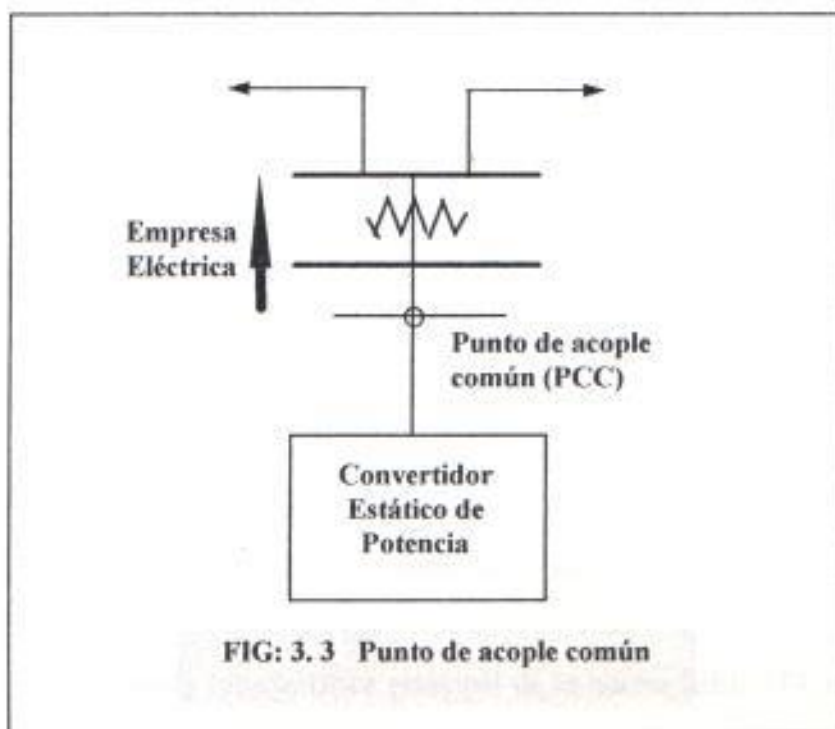 Empresa
Eléctrica
Punto de acople
común (PCC)
Convertidor
Estático de
Potencia
FIG: 3. 3 Punto de acople común